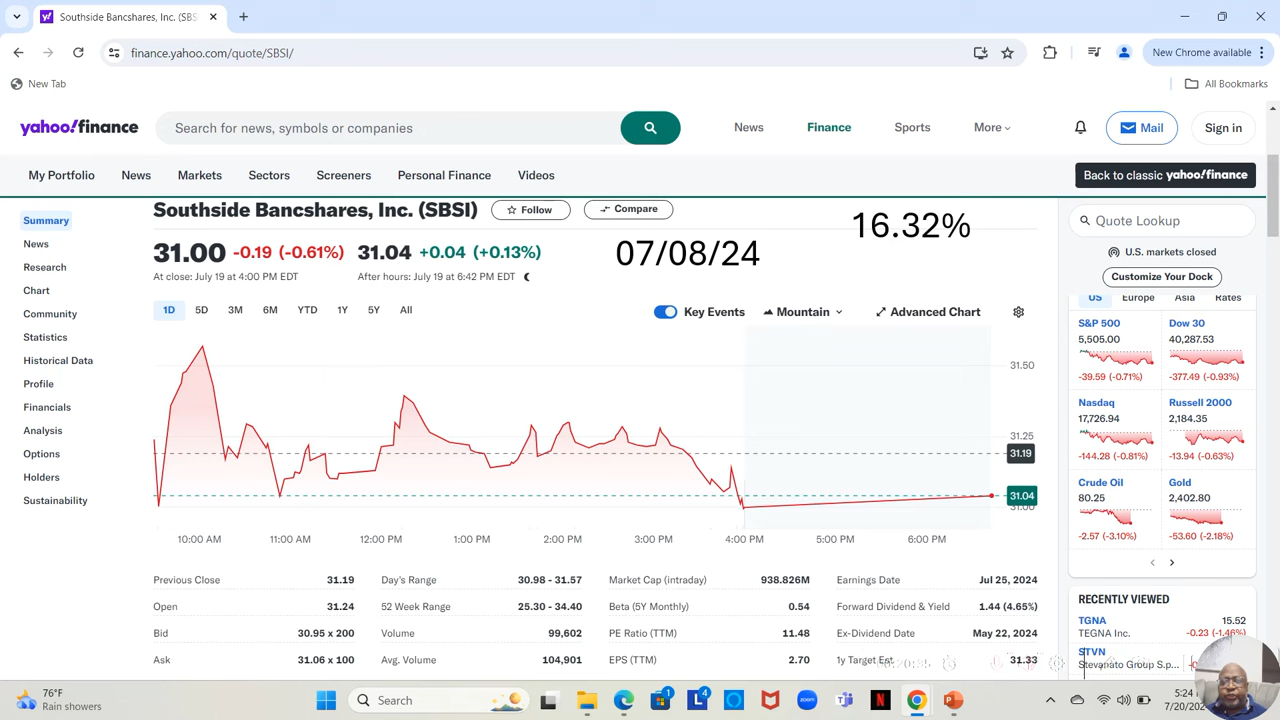 Southside Bancshares, Inc. (SBS
finance.yahoo.com/quote/SBSI/
New Chrome available
New Tab
All Bookmarks
yahoo!finance
Search for news, symbols or companies
News Finance Sports More
Mail
Sign in
My Portfolio News Markets Sectors Screeners Personal Finance Videos
Back to classic yahoo!finance
Summary
News
Research
Chart
Community
Statistics
Historical Data
Profile
Financials
Analysis
Options
Holders
Sustainability
Southside Bancshares, Inc. (SBSI) Follow Compare
16.32%
31.00 -0.19 (-0.61%) 31.04 +0.04 (+0.13%)
07/08/24
At close: July 19 at 4:00 PM EDT After hours: July 19 at 6:42 PM EDT
1D 5D 3M 6M YTD 1Y 5Y All
Key Events Mountain Advanced Chart
31.50
31.25
31.19
31.04
31.00
10:00 AM 11:00 AM 12:00 PM 1:00 PM 2:00 PM 3:00 PM 4:00 PM 5:00 PM 6:00 PM
Previous Close 31.19 Day's Range 30.98 - 31.57 Market Cap (intraday) 938.826M Earnings Date Jul 25, 2024
Open 31.24 52 Week Range 25.30 - 34.40 Beta (5Y Monthly) 0.54 Forward Dividend & Yield 1.44 (4.65%)
Bid 30.95 x 200 Volume 99,602 PE Ratio (TTM) 11.48 Ex-Dividend Date May 22, 2024
Ask 31.06 x 100 Avg. Volume 104,901 EPS (TTM) 2.70 1y Target Est 31.33
Quote Lookup
U.S. markets closed
Customize Your Dock
US Europe Asia Rates
S&P 500 Dow 30
5,505.00 40,287.53
-39.59 (-0.71%) -377.49 (-0.93%)
Nasdaq Russell 2000
17,726.94 2,184.35
-144.28 (-0.81%) -13.94 (-0.63%)
Crude Oil Gold
80.25 2,402.80
-2.57 (-3.10%) -53.60 (-2.18%)
RECENTLY VIEWED
TGNA 15.52
TEGNA Inc. -0.23 (-1.46%)
STVN
Stevanato Group S.p...
76°F
Rain showers
Search
1
4
zoom
5:24
7/20/20